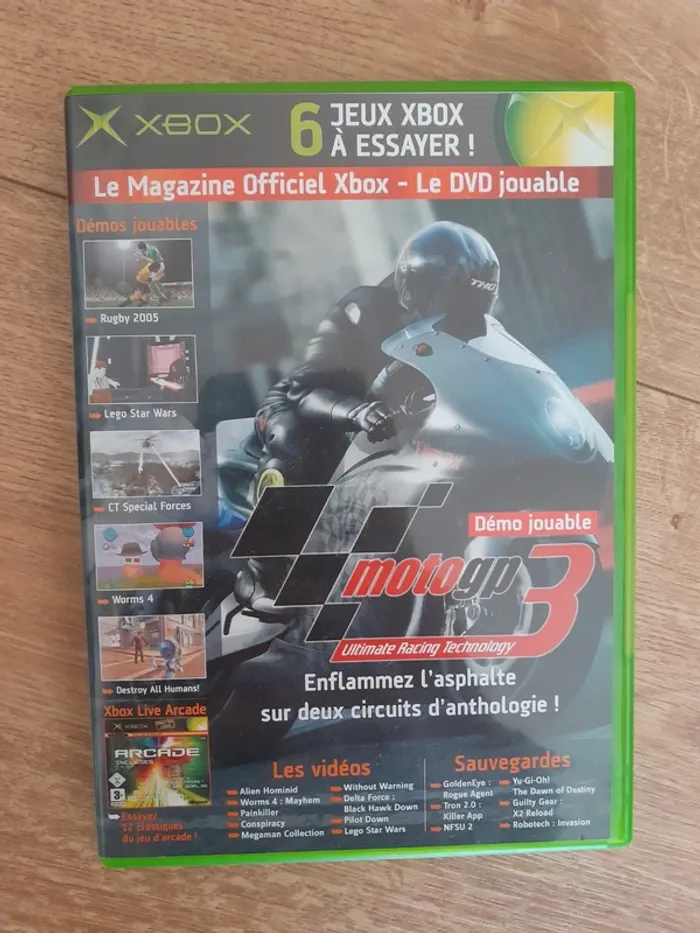 XBOX
6 JEUX XBOX
À ESSAYER !
Le Magazine Officiel Xbox - Le DVD jouable
Démos jouables
Rugby 2005
Lego Star Wars
CT Special Forces
Worms 4
Destroy All Humans!
Xbox Live Arcade
XBOX
ARCADE
3+
Essayez
12 classiques
du jeu d'arcade !
Démo jouable
motogp 3
Ultimate Racing Technology
Enflammez l'asphalte
sur deux circuits d'anthologie !
Les vidéos
Alien Hominid
Worms 4 : Mayhem
Painkiller
Conspiracy
Megaman Collection
Without Warning
Delta Force :
Black Hawk Down
Pilot Down
Lego Star Wars
Sauvegardes
GoldenEye :
Rogue Agent
Tron 2.0 :
Killer App
NFSU 2
Yu-Gi-Oh!
The Dawn of Destiny
Guilty Gear :
X2 Reload
Robotech : Invasion